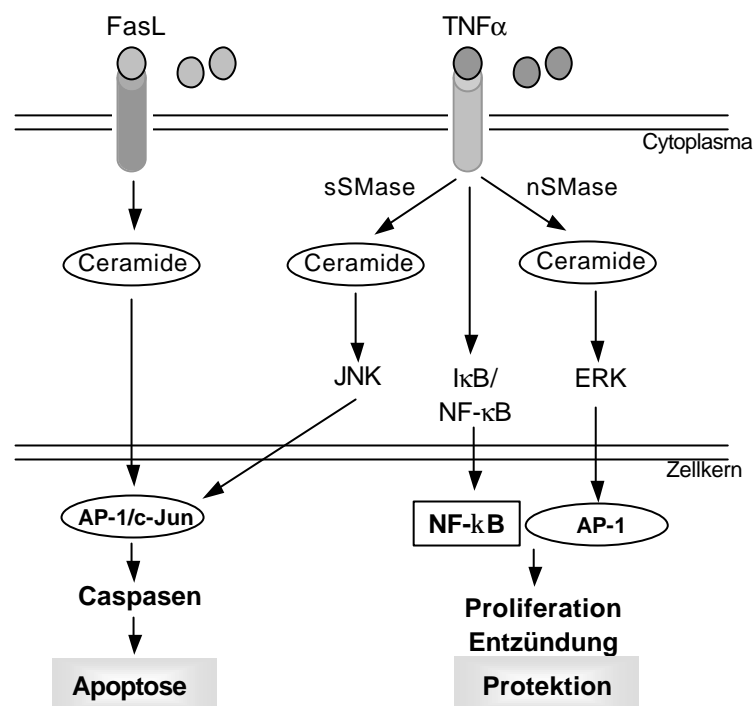 FasL
TNFα
Cytoplasma
sSMase
nSMase
Ceramide
Ceramide
Ceramide
JNK
IκB/
NF-κB
ERK
Zellkern
AP-1/c-Jun
NF-kB
AP-1
Caspasen
Proliferation
Entzündung
Apoptose
Protektion